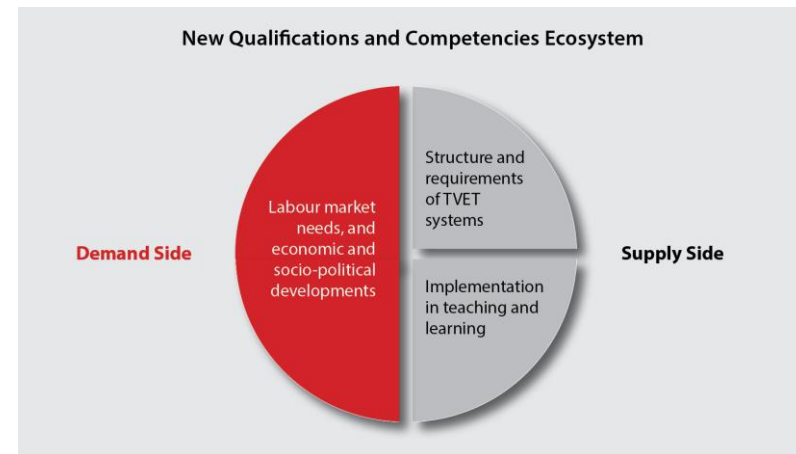 New Qualifications and Competencies Ecosystem
Demand Side
Labour market
needs, and
economic and
socio-political
developments
Structure and
requirements
of TVET
systems
Implementation
in teaching and
learning
Supply Side